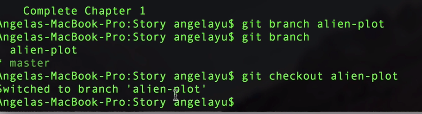 Complete Chapter 1
Angelas-MacBook-Pro:Story angelayu$ git branch alien-plot
Angelas-MacBook-Pro:Story angelayu$ git branch
alien-plot
* master
Angelas-MacBook-Pro:Story angelayu$ git checkout alien-plot
Switched to branch 'alien-plot'
Angelas-MacBook-Pro:Story angelayu$